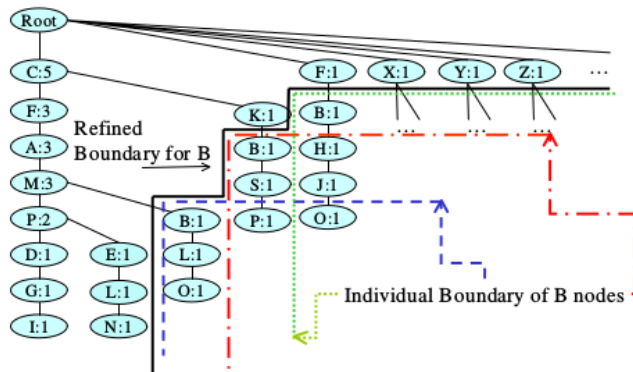 Root
C:5 F:1 X:1 Y:1 Z:1 ...
F:3 K:1 B:1
Refined
A:3 B:1 H:1 ... ... ...
Boundary for B
M:3 S:1 J:1
P:2 B:1 P:1 O:1
D:1 E:1 L:1
G:1 L:1 O:1 Individual Boundary of B nodes
I:1 N:1